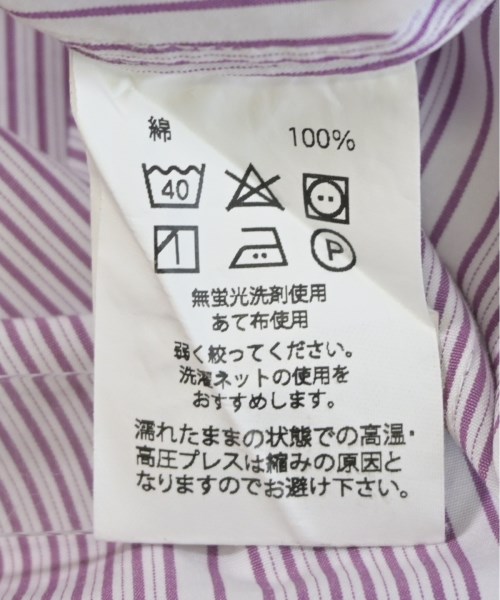 綿 100%
40
P
無蛍光洗剤使用
あて布使用
弱く絞ってください。
洗濯ネットの使用を
おすすめします。
濡れたままの状態での高温・
高圧プレスは縮みの原因と
なりますのでお避け下さい。